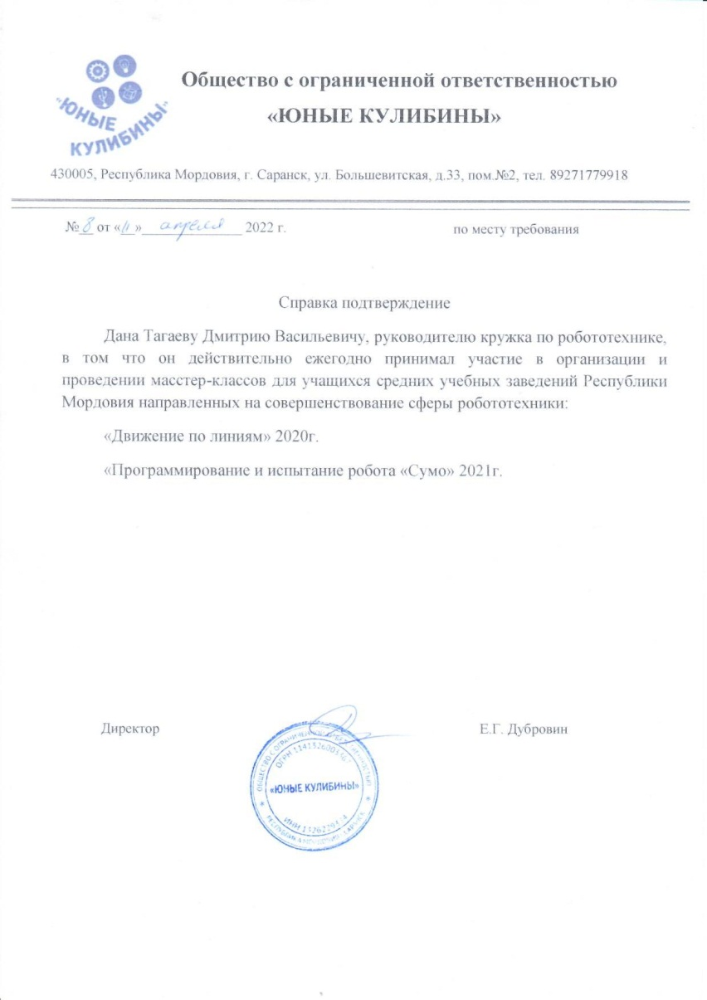 "ЮНЫЕ
КУЛИБИНЫ"
Общество с ограниченной ответственностью
«ЮНЫЕ КУЛИБИНЫ»
430005, Республика Мордовия, г. Саранск, ул. Большевитская, д.33, пом.№2, тел. 89271779918
№ 8 от «11» апреля 2022 г.
по месту требования
Справка подтверждение
Дана Тагаеву Дмитрию Васильевичу, руководителю кружка по робототехнике,
в том что он действительно ежегодно принимал участие в организации и
проведении масстер-классов для учащихся средних учебных заведений Республики
Мордовия направленных на совершенствование сферы робототехники:
«Движение по линиям» 2020г.
«Программирование и испытание робота «Сумо» 2021г.
Директор
Е.Г. Дубровин
ОБЩЕСТВО С ОГРАНИЧЕННОЙ ОТВЕТСТВЕННОСТЬЮ
ОГРН
«ЮНЫЕ КУЛИБИНЫ»
ИНН
РЕСПУБЛИКА МОРДОВИЯ САРАНСК